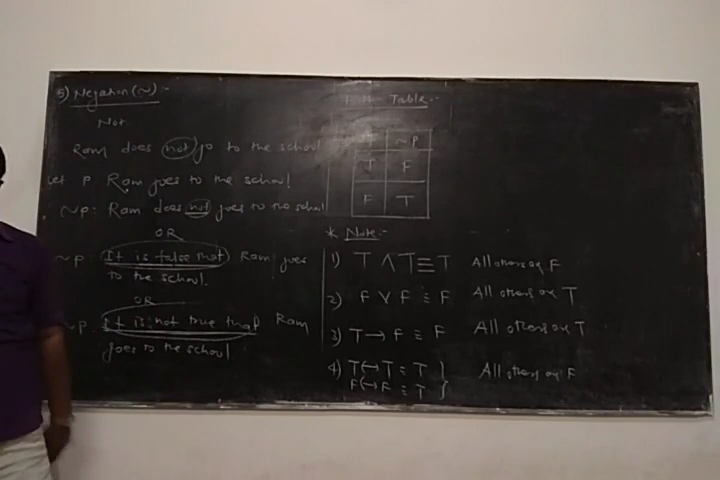 5) Negation (~) :-
Not
Ram does not go to the school
Let p: Ram goes to the school
~p: Ram does not goes to the school
OR
~p: It is false that Ram goes
to the school.
OR
~p: It is not true that Ram
goes to the school
Table:-
~p
T F
F T
* Note:-
1) T ∧ T ≡ T All others are F
2) F ∨ F ≡ F All others are T
3) T → F ≡ F All others are T
4) T ↔ T ≡ T } All others are F
F ↔ F ≡ T }